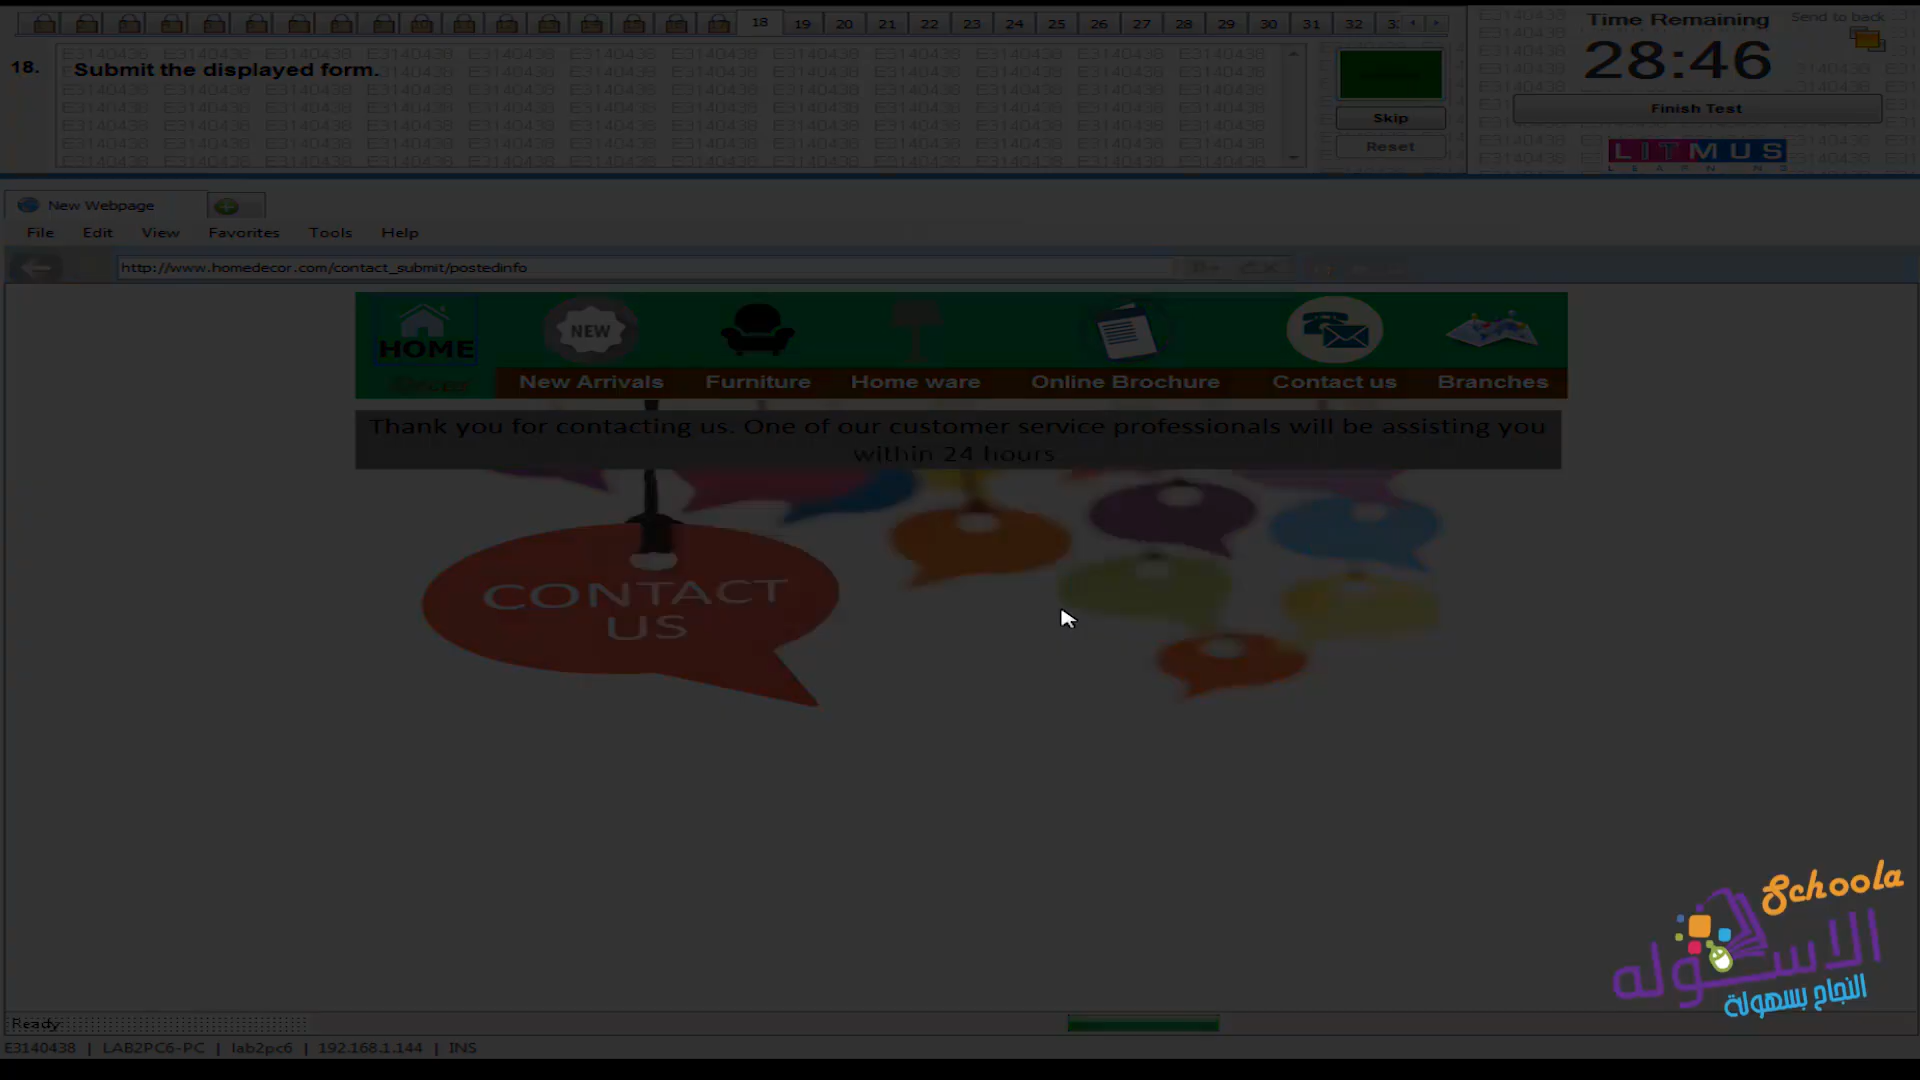 18 19 20 21 22 23 24 25 26 27 28 29 30 31 32
18. Submit the displayed form.
Skip
Reset
Time Remaining
Send to back
28:46
Finish Test
LITMUS
New Webpage
File Edit View Favorites Tools Help
http://www.homedecor.com/contact_submit/postedinfo
HOME
NEW
New Arrivals Furniture Home ware Online Brochure Contact us Branches
Thank you for contacting us. One of our customer service professionals will be assisting you
within 24 hours
CONTACT
US
Schoola
الاسكوله
النجاح بسهولة
Ready
E3140438 | LAB2PC6-PC | lab2pc6 | 192.168.1.144 | INS